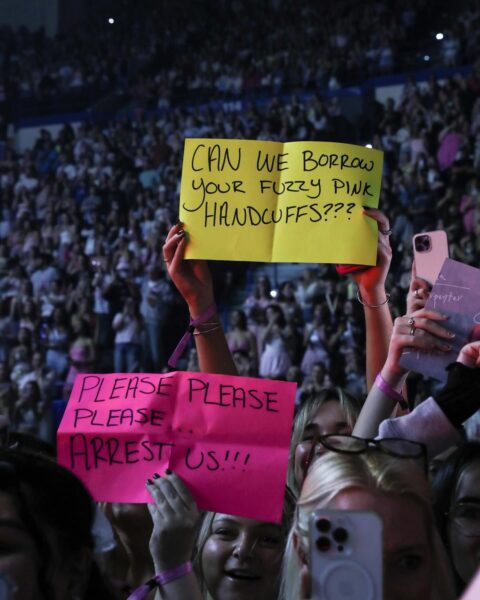 CAN WE BORROW
YOUR FUZZY PINK
HANDCUFFS???
PLEASE PLEASE
PLEASE...
ARREST US!!!